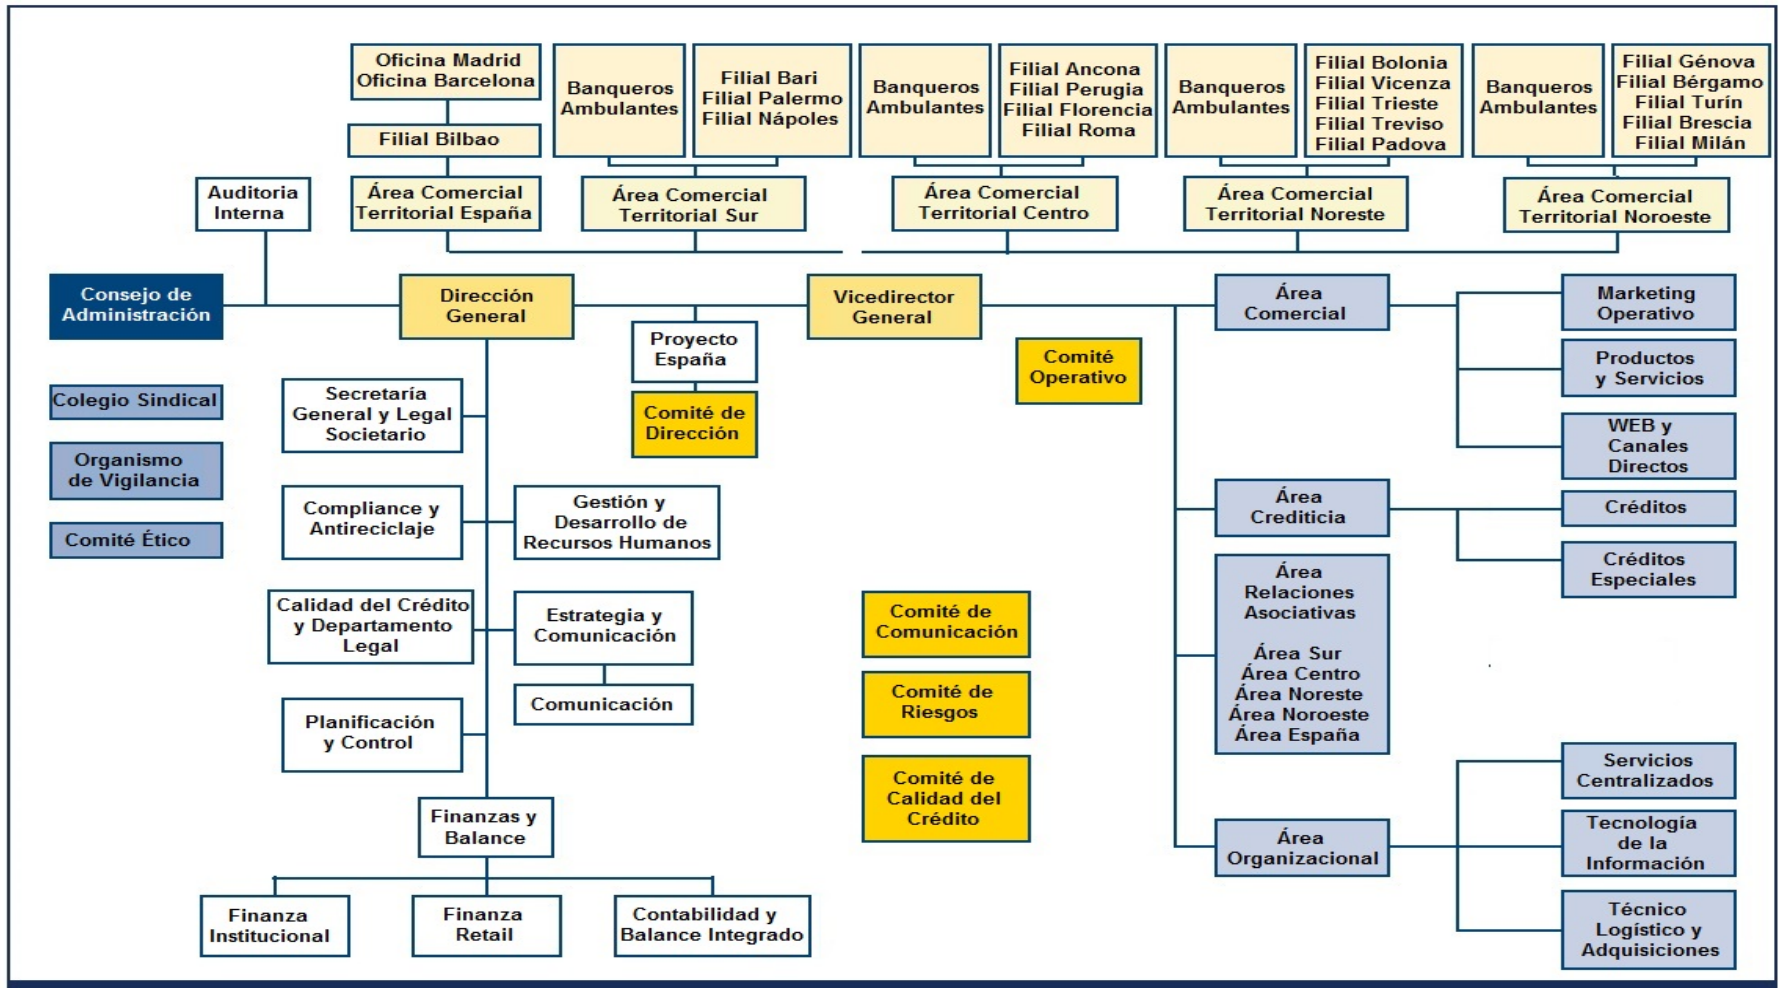 Oficina Madrid
Oficina Barcelona
Filial Bilbao
Área Comercial
Territorial España
Banqueros
Ambulantes
Filial Bari
Filial Palermo
Filial Nápoles
Área Comercial
Territorial Sur
Banqueros
Ambulantes
Filial Ancona
Filial Perugia
Filial Florencia
Filial Roma
Área Comercial
Territorial Centro
Banqueros
Ambulantes
Filial Bolonia
Filial Vicenza
Filial Trieste
Filial Treviso
Filial Padova
Área Comercial
Territorial Noreste
Banqueros
Ambulantes
Filial Génova
Filial Bérgamo
Filial Turín
Filial Brescia
Filial Milán
Área Comercial
Territorial Noroeste
Auditoria
Interna
Consejo de
Administración
Dirección
General
Vicedirector
General
Proyecto
España
Comité de
Dirección
Comité
Operativo
Colegio Sindical
Organismo
de Vigilancia
Comité Ético
Secretaría
General y Legal
Societario
Compliance y
Antireciclaje
Gestión y
Desarrollo de
Recursos Humanos
Calidad del Crédito
y Departamento
Legal
Estrategia y
Comunicación
Comunicación
Planificación
y Control
Finanzas y
Balance
Finanza
Institucional
Finanza
Retail
Contabilidad y
Balance Integrado
Comité de
Comunicación
Comité de
Riesgos
Comité de
Calidad del
Crédito
Área
Comercial
Marketing
Operativo
Productos
y Servicios
WEB y
Canales
Directos
Área
Crediticia
Créditos
Créditos
Especiales
Área
Relaciones
Asociativas
Área Sur
Área Centro
Área Noreste
Área Noroeste
Área España
Área
Organizacional
Servicios
Centralizados
Tecnología
de la
Información
Técnico
Logístico y
Adquisiciones